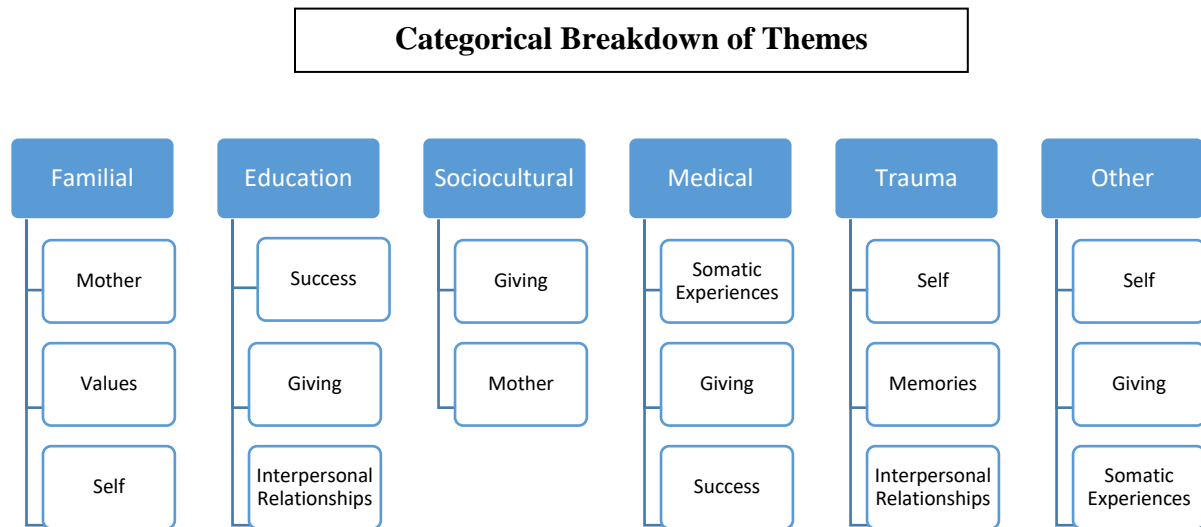 Categorical Breakdown of Themes
Familial
Mother
Values
Self
Education
Success
Giving
Interpersonal
Relationships
Sociocultural
Giving
Mother
Medical
Somatic
Experiences
Giving
Success
Trauma
Self
Memories
Interpersonal
Relationships
Other
Self
Giving
Somatic
Experiences